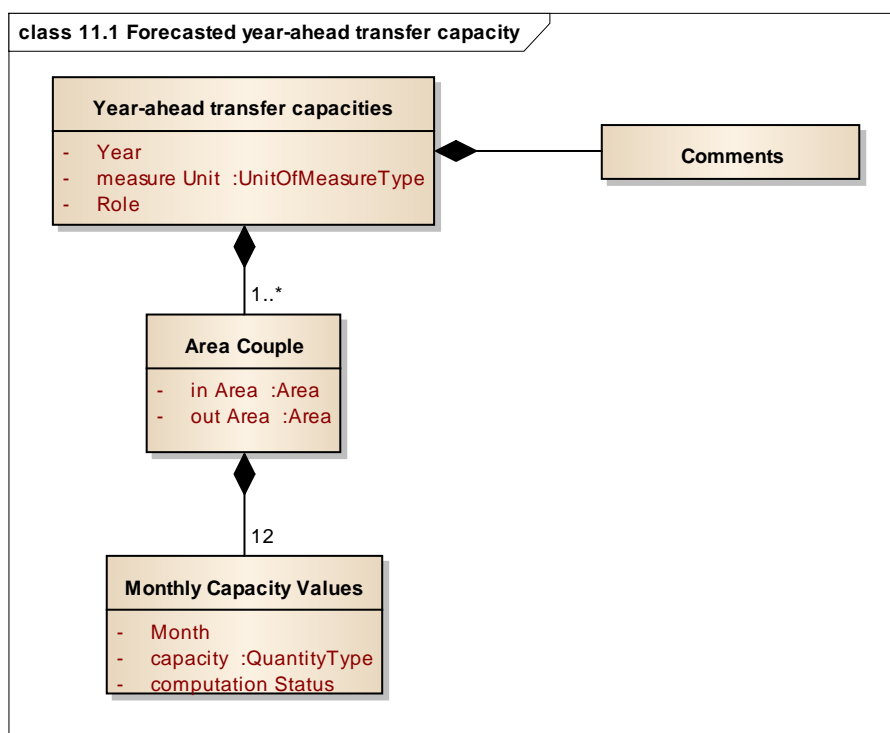 class 11.1 Forecasted year-ahead transfer capacity
Year-ahead transfer capacities
- Year
- measure Unit :UnitOfMeasureType
- Role
Comments
1..*
Area Couple
- in Area :Area
- out Area :Area
12
Monthly Capacity Values
- Month
- capacity :QuantityType
- computation Status